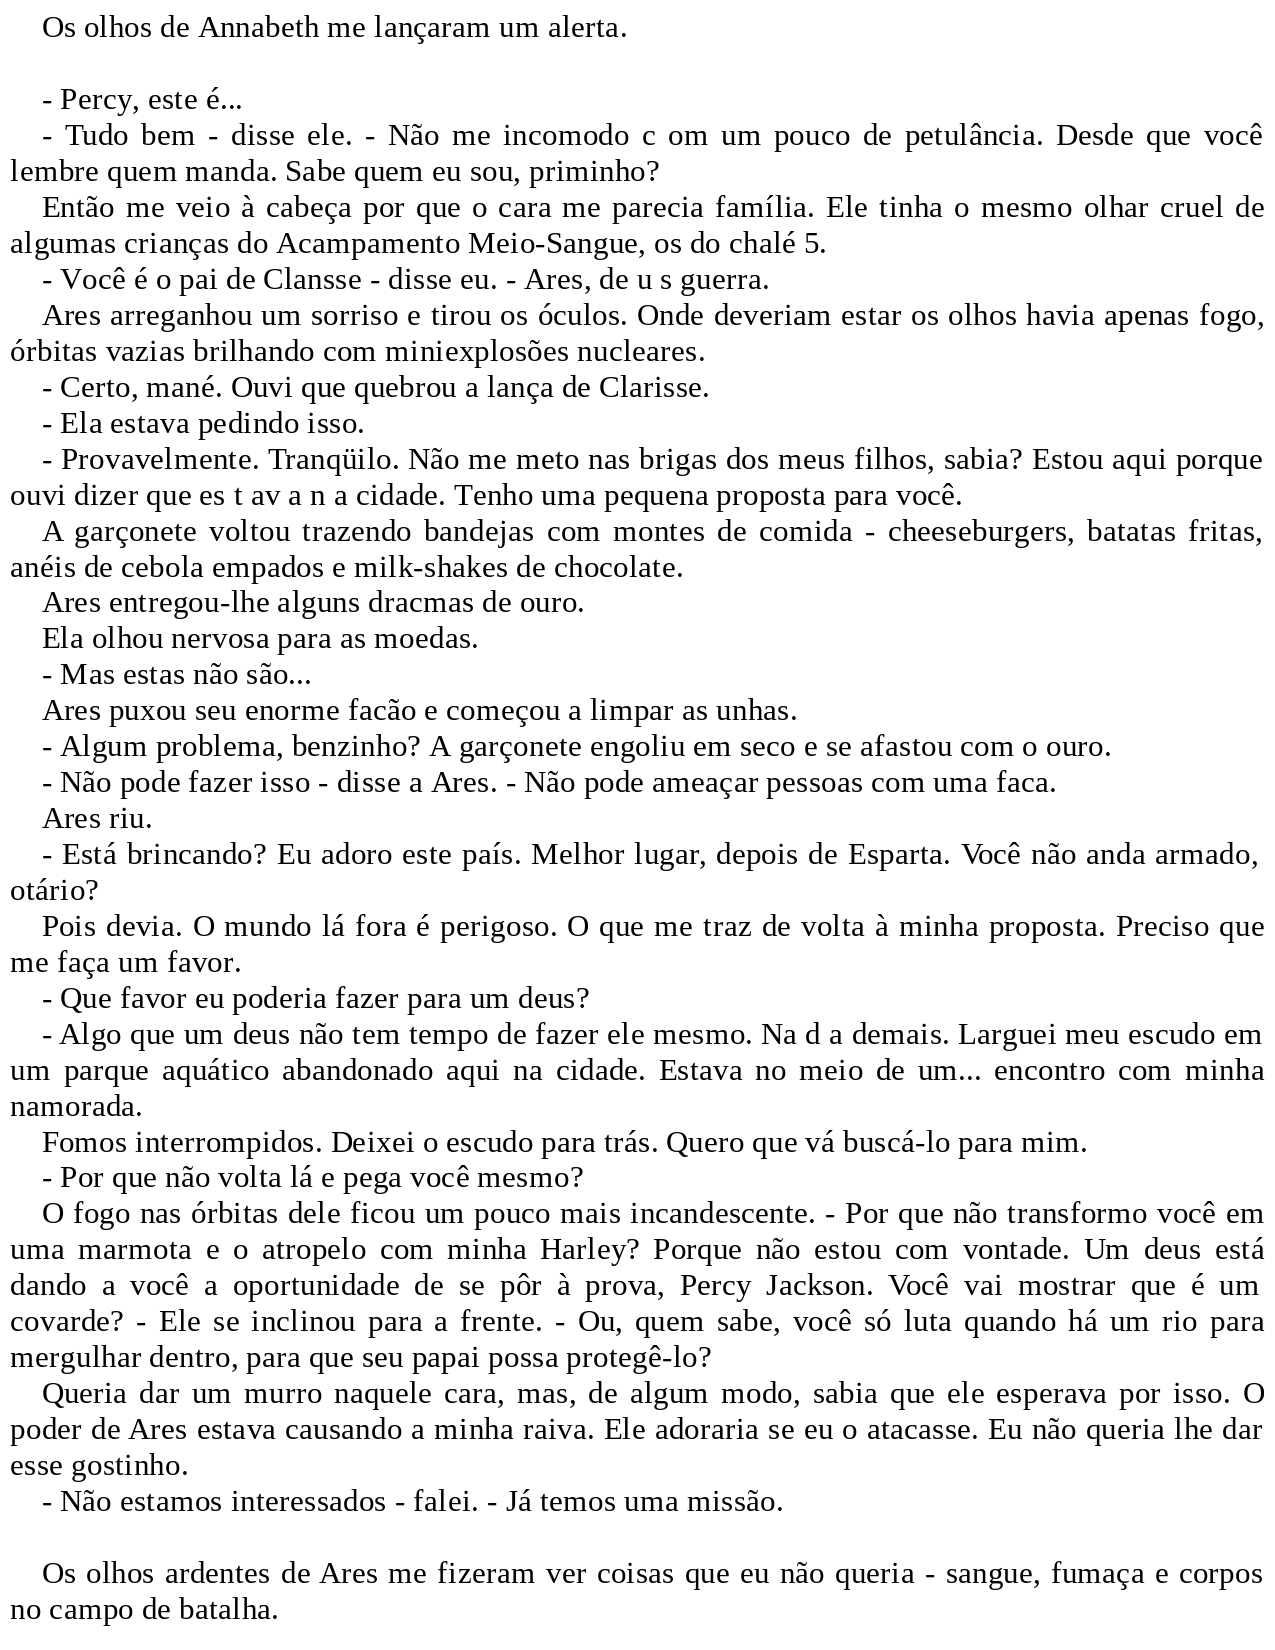 Os olhos de Annabeth me lançaram um alerta.
- Percy, este é...
- Tudo bem - disse ele. - Não me incomodo c om um pouco de petulância. Desde que você
lembre quem manda. Sabe quem eu sou, priminho?
Então me veio à cabeça por que o cara me parecia família. Ele tinha o mesmo olhar cruel de
algumas crianças do Acampamento Meio-Sangue, os do chalé 5.
- Você é o pai de Clansse - disse eu. - Ares, de u s guerra.
Ares arreganhou um sorriso e tirou os óculos. Onde deveriam estar os olhos havia apenas fogo,
órbitas vazias brilhando com miniexplosões nucleares.
- Certo, mané. Ouvi que quebrou a lança de Clarisse.
- Ela estava pedindo isso.
- Provavelmente. Tranqüilo. Não me meto nas brigas dos meus filhos, sabia? Estou aqui porque
ouvi dizer que es t av a n a cidade. Tenho uma pequena proposta para você.
A garçonete voltou trazendo bandejas com montes de comida - cheeseburgers, batatas fritas,
anéis de cebola empados e milk-shakes de chocolate.
Ares entregou-lhe alguns dracmas de ouro.
Ela olhou nervosa para as moedas.
- Mas estas não são...
Ares puxou seu enorme facão e começou a limpar as unhas.
- Algum problema, benzinho? A garçonete engoliu em seco e se afastou com o ouro.
- Não pode fazer isso - disse a Ares. - Não pode ameaçar pessoas com uma faca.
Ares riu.
- Está brincando? Eu adoro este país. Melhor lugar, depois de Esparta. Você não anda armado,
otário?
Pois devia. O mundo lá fora é perigoso. O que me traz de volta à minha proposta. Preciso que
me faça um favor.
- Que favor eu poderia fazer para um deus?
- Algo que um deus não tem tempo de fazer ele mesmo. Na d a demais. Larguei meu escudo em
um parque aquático abandonado aqui na cidade. Estava no meio de um... encontro com minha
namorada.
Fomos interrompidos. Deixei o escudo para trás. Quero que vá buscá-lo para mim.
- Por que não volta lá e pega você mesmo?
O fogo nas órbitas dele ficou um pouco mais incandescente. - Por que não transformo você em
uma marmota e o atropelo com minha Harley? Porque não estou com vontade. Um deus está
dando a você a oportunidade de se pôr à prova, Percy Jackson. Você vai mostrar que é um
covarde? - Ele se inclinou para a frente. - Ou, quem sabe, você só luta quando há um rio para
mergulhar dentro, para que seu papai possa protegê-lo?
Queria dar um murro naquele cara, mas, de algum modo, sabia que ele esperava por isso. O
poder de Ares estava causando a minha raiva. Ele adoraria se eu o atacasse. Eu não queria lhe dar
esse gostinho.
- Não estamos interessados - falei. - Já temos uma missão.
Os olhos ardentes de Ares me fizeram ver coisas que eu não queria - sangue, fumaça e corpos
no campo de batalha.